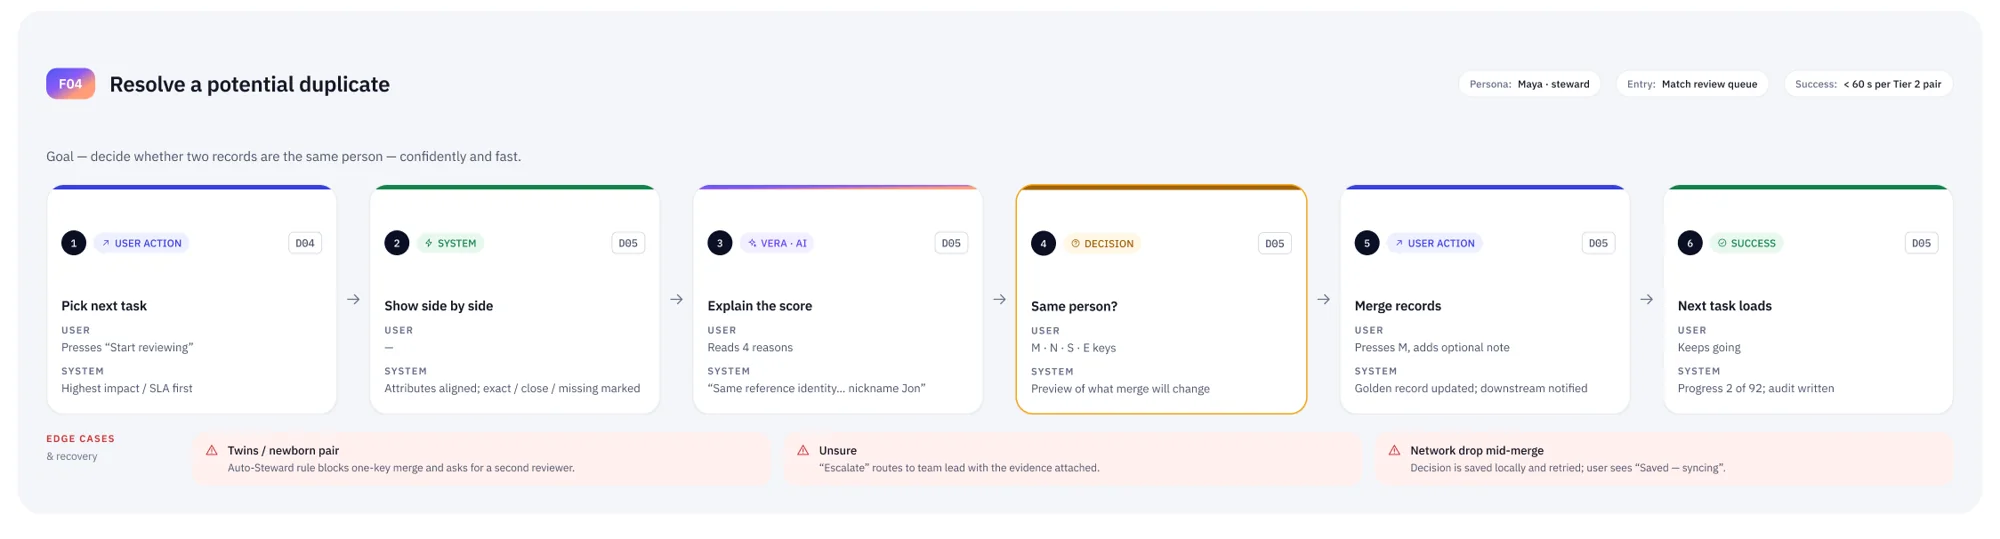 F04
Resolve a potential duplicate
Persona: Maya · steward
Entry: Match review queue
Success: < 60 s per Tier 2 pair
Goal — decide whether two records are the same person — confidently and fast.
1
USER ACTION
D04
Pick next task
USER
Presses “Start reviewing”
SYSTEM
Highest impact / SLA first
2
SYSTEM
D05
Show side by side
USER
—
SYSTEM
Attributes aligned; exact / close / missing marked
3
VERA · AI
D05
Explain the score
USER
Reads 4 reasons
SYSTEM
“Same reference identity... nickname Jon”
4
DECISION
D05
Same person?
USER
M · N · S · E keys
SYSTEM
Preview of what merge will change
5
USER ACTION
D05
Merge records
USER
Presses M, adds optional note
SYSTEM
Golden record updated; downstream notified
6
SUCCESS
D05
Next task loads
USER
Keeps going
SYSTEM
Progress 2 of 92; audit written
EDGE CASES
& recovery
Twins / newborn pair
Auto-Steward rule blocks one-key merge and asks for a second reviewer.
Unsure
“Escalate” routes to team lead with the evidence attached.
Network drop mid-merge
Decision is saved locally and retried; user sees “Saved — syncing”.